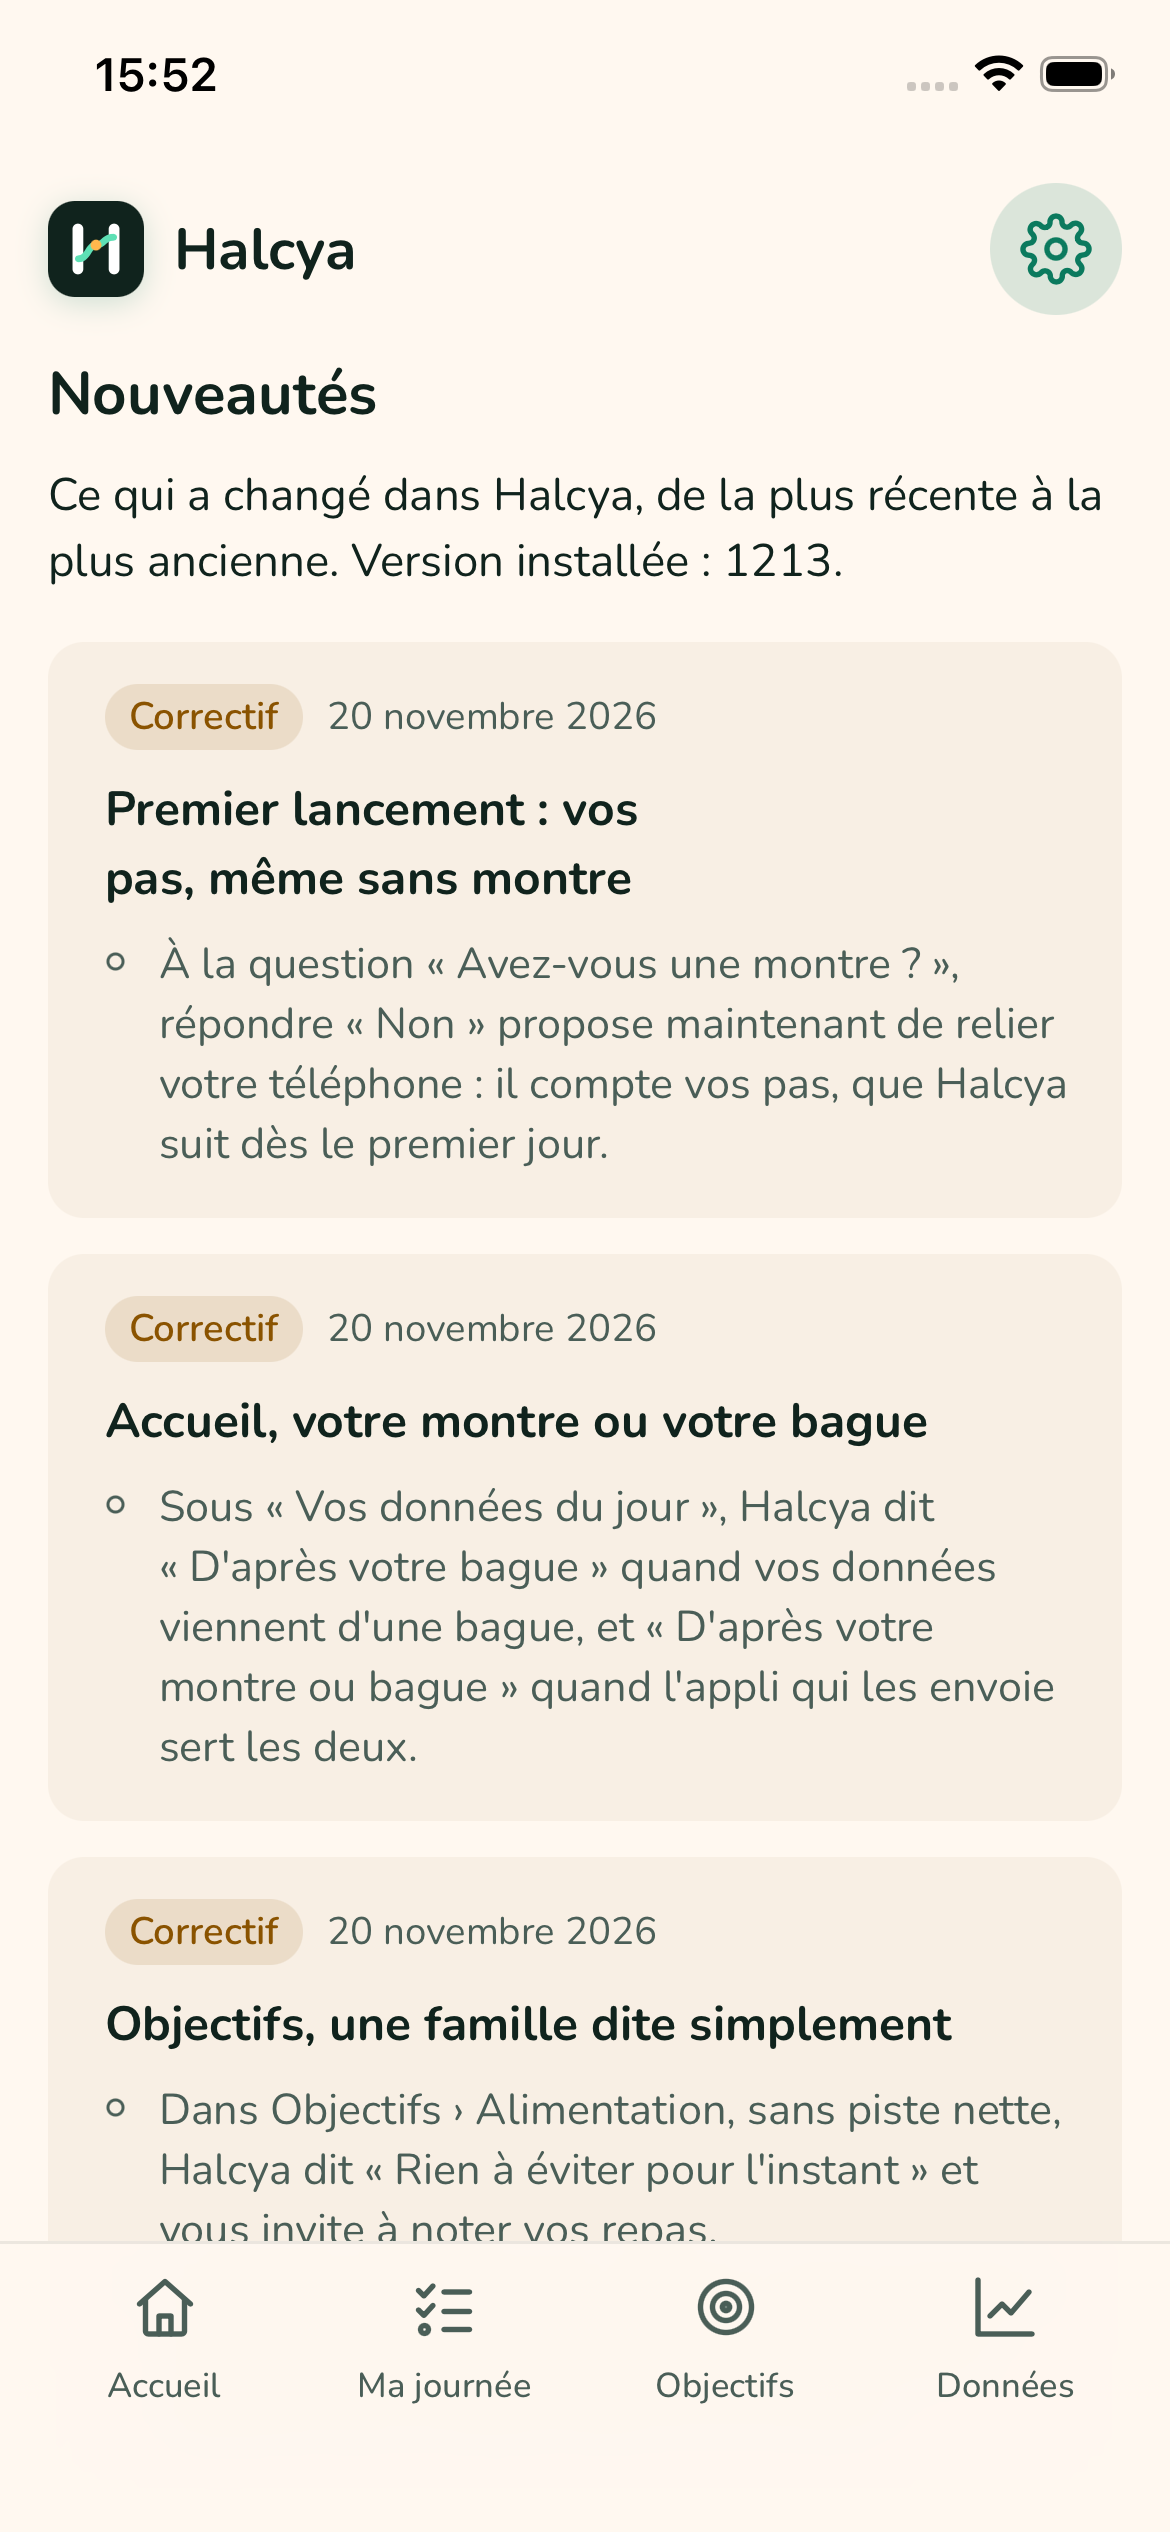 15:52
Halcya
Nouveautés
Ce qui a changé dans Halcya, de la plus récente à la
plus ancienne. Version installée : 1213.
Correctif 20 novembre 2026
Premier lancement : vos
pas, même sans montre
À la question « Avez-vous une montre ? »,
répondre « Non » propose maintenant de relier
votre téléphone : il compte vos pas, que Halcya
suit dès le premier jour.
Correctif 20 novembre 2026
Accueil, votre montre ou votre bague
Sous « Vos données du jour », Halcya dit
« D'après votre bague » quand vos données
viennent d'une bague, et « D'après votre
montre ou bague » quand l'appli qui les envoie
sert les deux.
Correctif 20 novembre 2026
Objectifs, une famille dite simplement
Dans Objectifs › Alimentation, sans piste nette,
Halcya dit « Rien à éviter pour l'instant » et
vous invite à noter vos repas.
Accueil Ma journée Objectifs Données